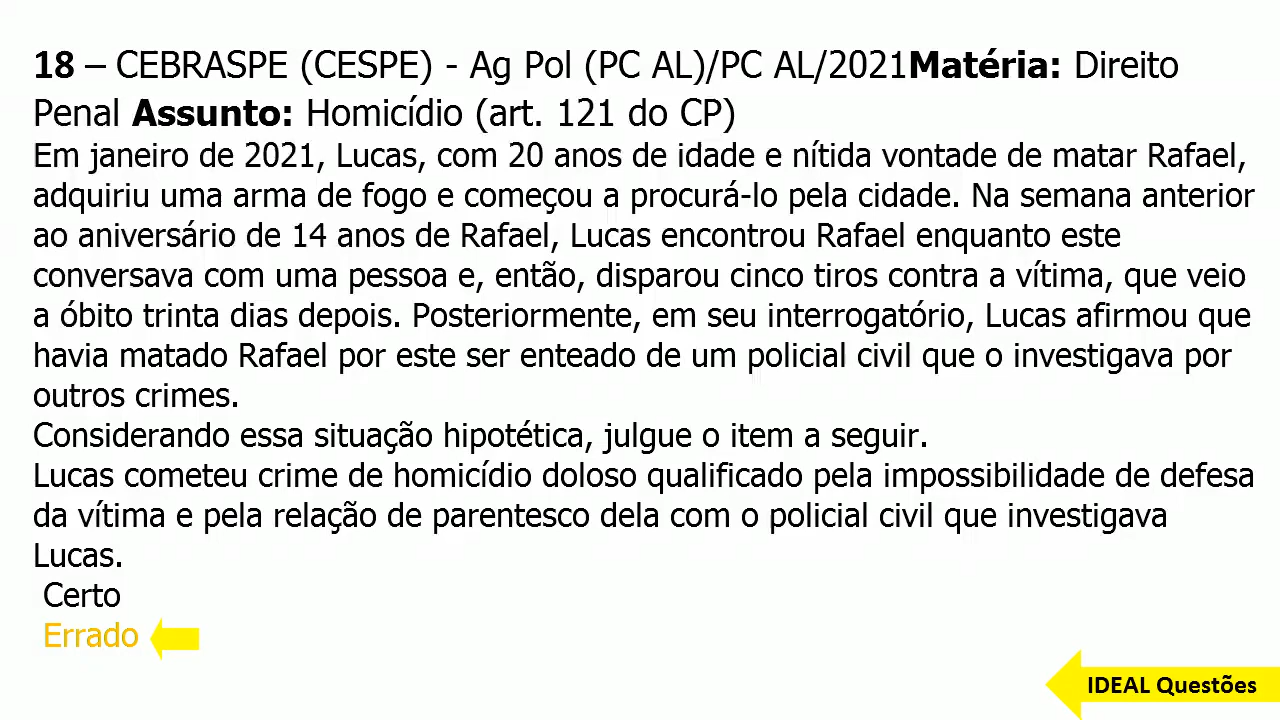 18 – CEBRASPE (CESPE) - Ag Pol (PC AL)/PC AL/2021Matéria: Direito
Penal Assunto: Homicídio (art. 121 do CP)
Em janeiro de 2021, Lucas, com 20 anos de idade e nítida vontade de matar Rafael,
adquiriu uma arma de fogo e começou a procurá-lo pela cidade. Na semana anterior
ao aniversário de 14 anos de Rafael, Lucas encontrou Rafael enquanto este
conversava com uma pessoa e, então, disparou cinco tiros contra a vítima, que veio
a óbito trinta dias depois. Posteriormente, em seu interrogatório, Lucas afirmou que
havia matado Rafael por este ser enteado de um policial civil que o investigava por
outros crimes.
Considerando essa situação hipotética, julgue o item a seguir.
Lucas cometeu crime de homicídio doloso qualificado pela impossibilidade de defesa
da vítima e pela relação de parentesco dela com o policial civil que investigava
Lucas.
Certo
Errado
IDEAL Questões